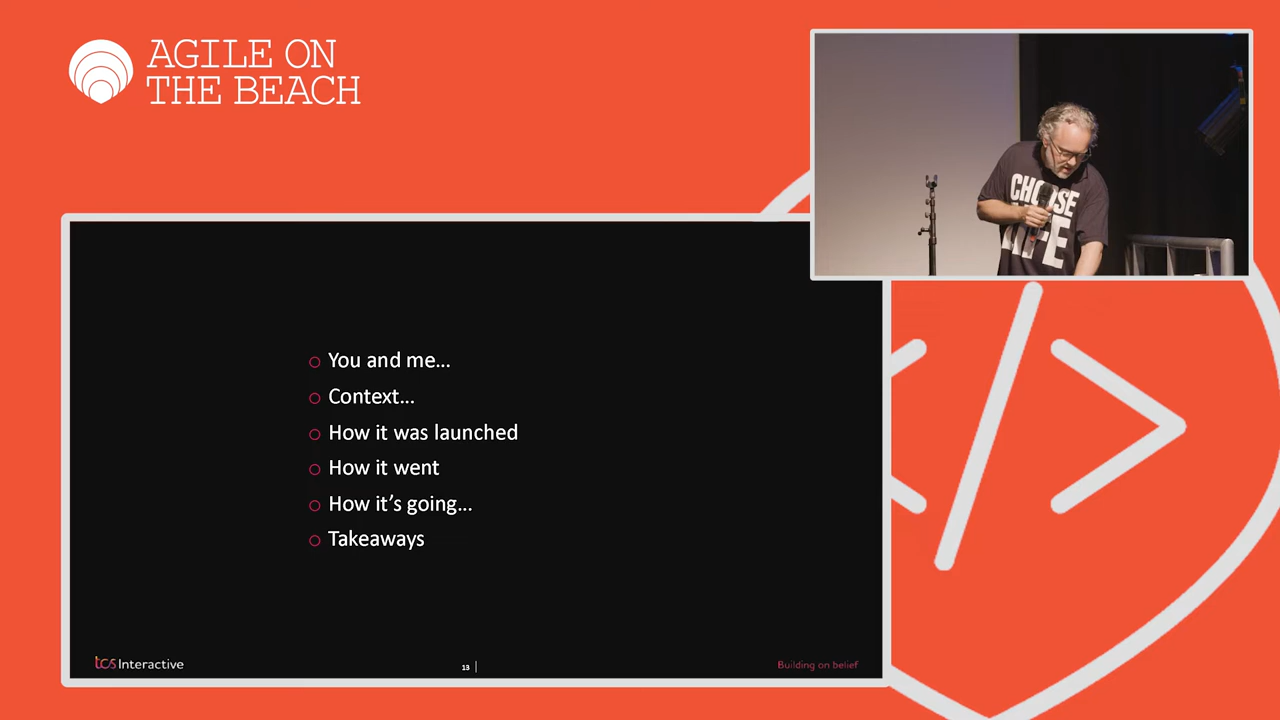 AGILE ON
THE BEACH
CHOOSE
LIFE
You and me...
Context...
How it was launched
How it went
How it's going...
Takeaways
tcs Interactive
13
Building on belief